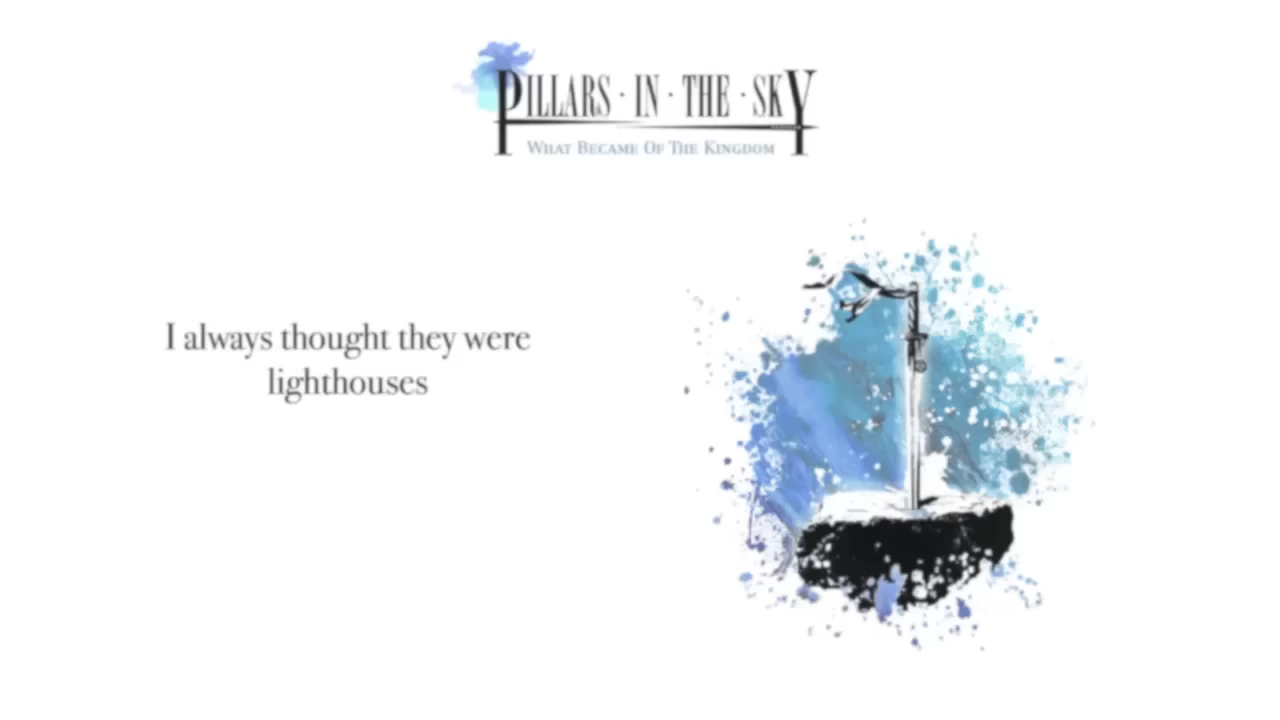 PILLARS · IN · THE · SKY
WHAT BECAME OF THE KINGDOM
I always thought they were
lighthouses